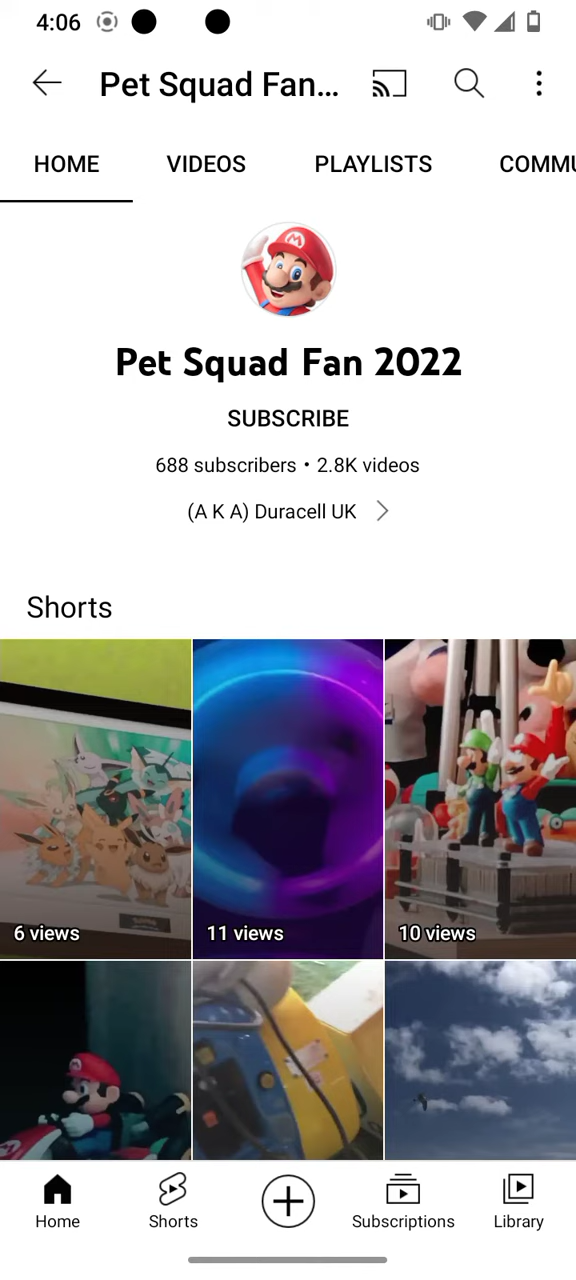 4:06
Pet Squad Fan...
HOME VIDEOS PLAYLISTS COMMU
Pet Squad Fan 2022
SUBSCRIBE
688 subscribers • 2.8K videos
(A K A) Duracell UK
Shorts
6 views 11 views 10 views
Home Shorts Subscriptions Library